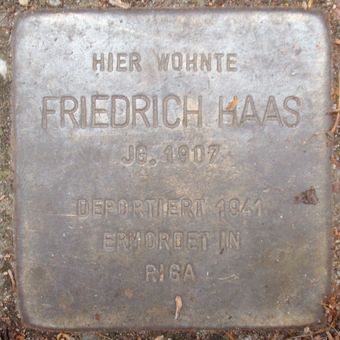 HIER WOHNTE
FRIEDRICH HAAS
JG. 1907
DEPORTIERT 1941
ERMORDET IN
RIGA